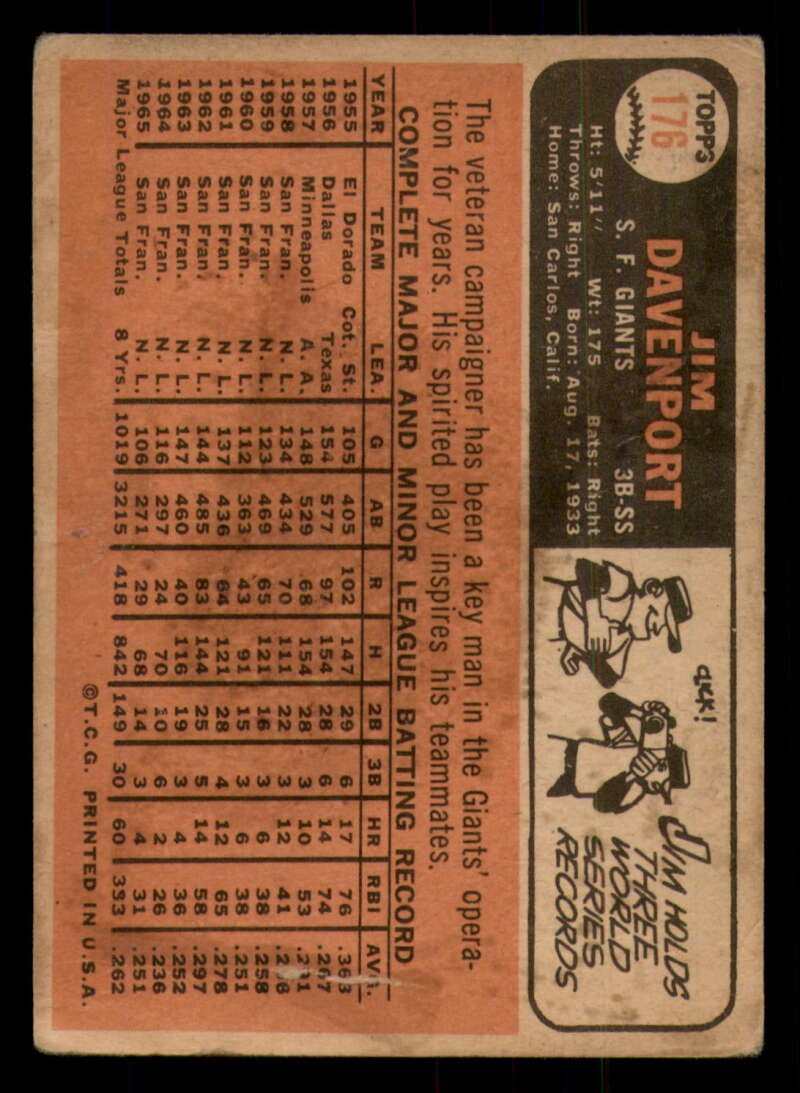 TOPPS
176
JIM
DAVENPORT
S. F. GIANTS 3B-SS
Ht: 5'11" Wt: 175 Bats: Right
Throws: Right Born: Aug. 17, 1933
Home: San Carlos, Calif.
CLICK!
JIM HOLDS
THREE
WORLD
SERIES
RECORDS
The veteran campaigner has been a key man in the Giants' opera-
tion for years. His spirited play inspires his teammates.
COMPLETE MAJOR AND MINOR LEAGUE BATTING RECORD
YEAR TEAM LEA. G AB R H 2B 3B HR RBI AVG.
1955 El Dorado Cot. St. 105 405 102 147 29 6 17 76 .363
1956 Dallas Texas 154 577 97 154 28 6 14 74 .267
1957 Minneapolis A. A. 148 529 68 154 28 3 10 53
1958 San Fran. N. L. 134 434 70 111 22 3 12 41
1959 San Fran. N. L. 123 469 65 121 16 3 6 38 .258
1960 San Fran. N. L. 112 363 43 91 15 3 6 38 .251
1961 San Fran. N. L. 137 436 64 121 28 4 12 65 .278
1962 San Fran. N. L. 144 485 83 144 25 5 14 58 .297
1963 San Fran. N. L. 147 460 40 116 19 3 4 36 .252
1964 San Fran. N. L. 116 297 24 70 10 6 2 26 .236
1965 San Fran. N. L. 106 271 29 68 14 3 4 31 .251
Major League Totals 8 Yrs. 1019 3215 418 842 149 30 60 333 .262
©T.C.G. PRINTED IN U.S.A.